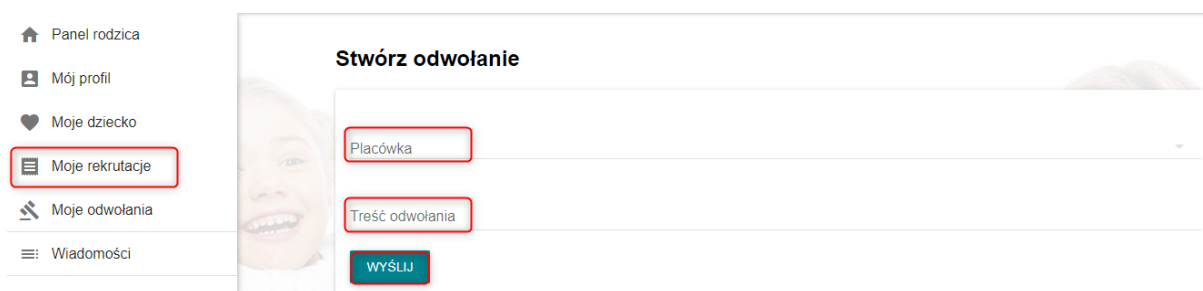 Panel rodzica
Mój profil
Moje dziecko
Moje rekrutacje
Moje odwołania
Wiadomości
Stwórz odwołanie
Placówka
Treść odwołania
WYŚLIJ